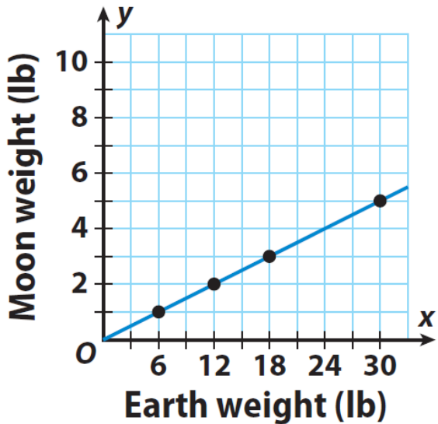 y
Moon weight (lb)
10
8
6
4
2
O
6 12 18 24 30
x
Earth weight (lb)